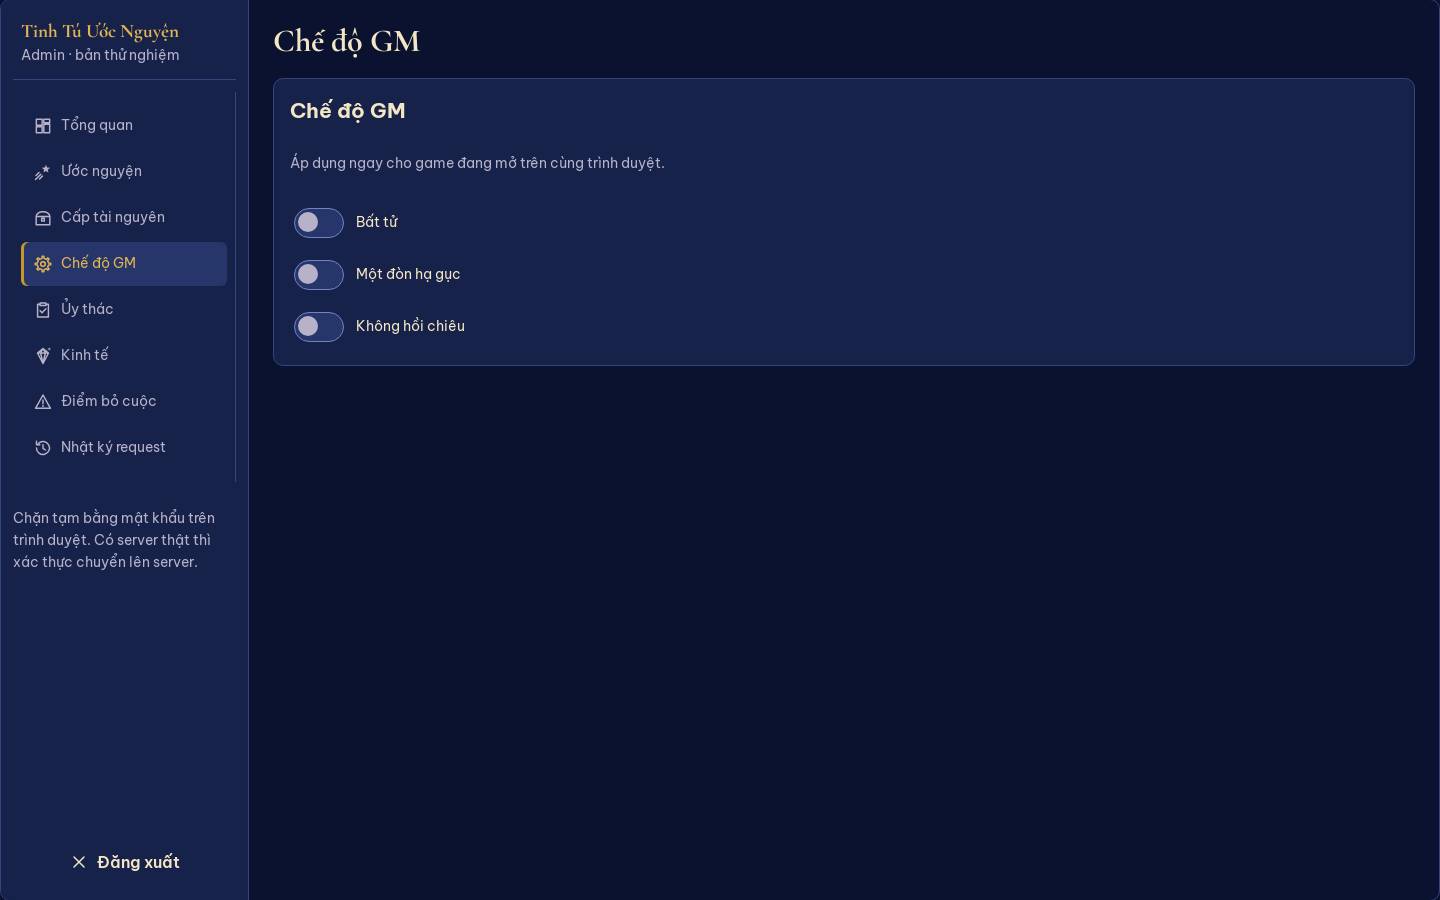 Tinh Tú Ước Nguyện
Admin · bản thử nghiệm
Tổng quan
Ước nguyện
Cấp tài nguyên
Chế độ GM
Ủy thác
Kinh tế
Điểm bỏ cuộc
Nhật ký request
Chặn tạm bằng mật khẩu trên
trình duyệt. Có server thật thì
xác thực chuyển lên server.
Đăng xuất
Chế độ GM
Chế độ GM
Áp dụng ngay cho game đang mở trên cùng trình duyệt.
Bất tử
Một đòn hạ gục
Không hồi chiêu